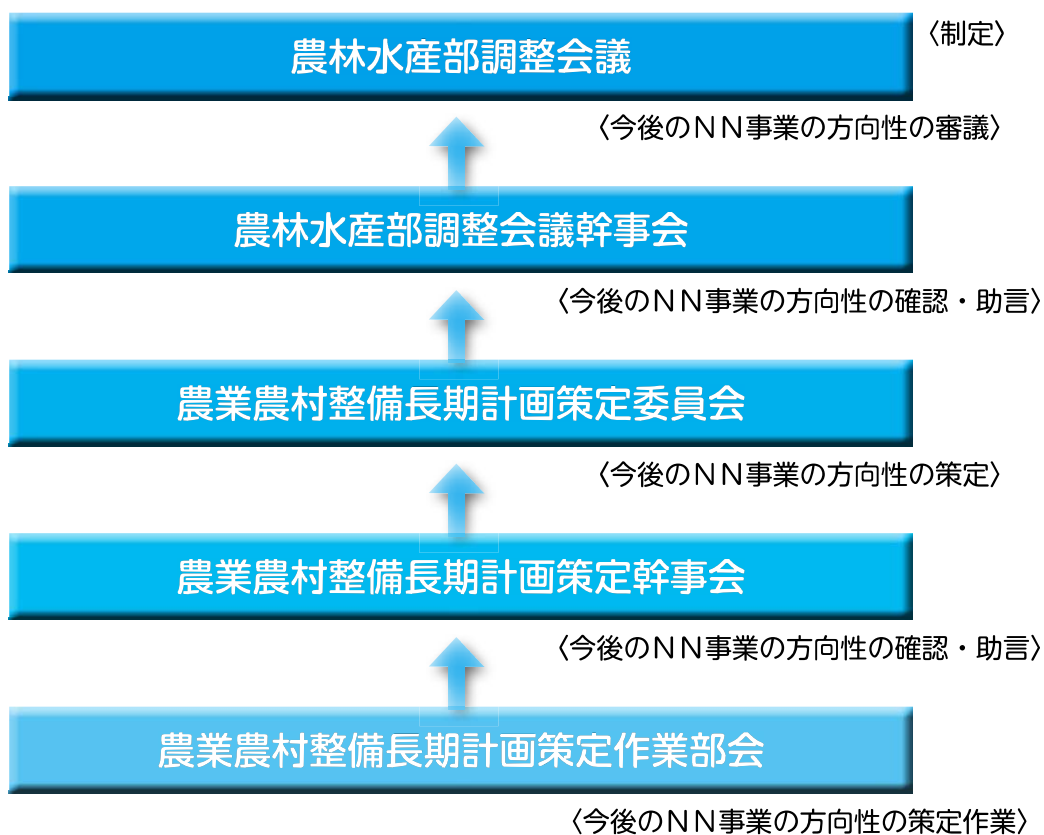 農林水産部調整会議
〈制定〉
〈今後のＮＮ事業の方向性の審議〉
農林水産部調整会議幹事会
〈今後のＮＮ事業の方向性の確認・助言〉
農業農村整備長期計画策定委員会
〈今後のＮＮ事業の方向性の策定〉
農業農村整備長期計画策定幹事会
〈今後のＮＮ事業の方向性の確認・助言〉
農業農村整備長期計画策定作業部会
〈今後のＮＮ事業の方向性の策定作業〉